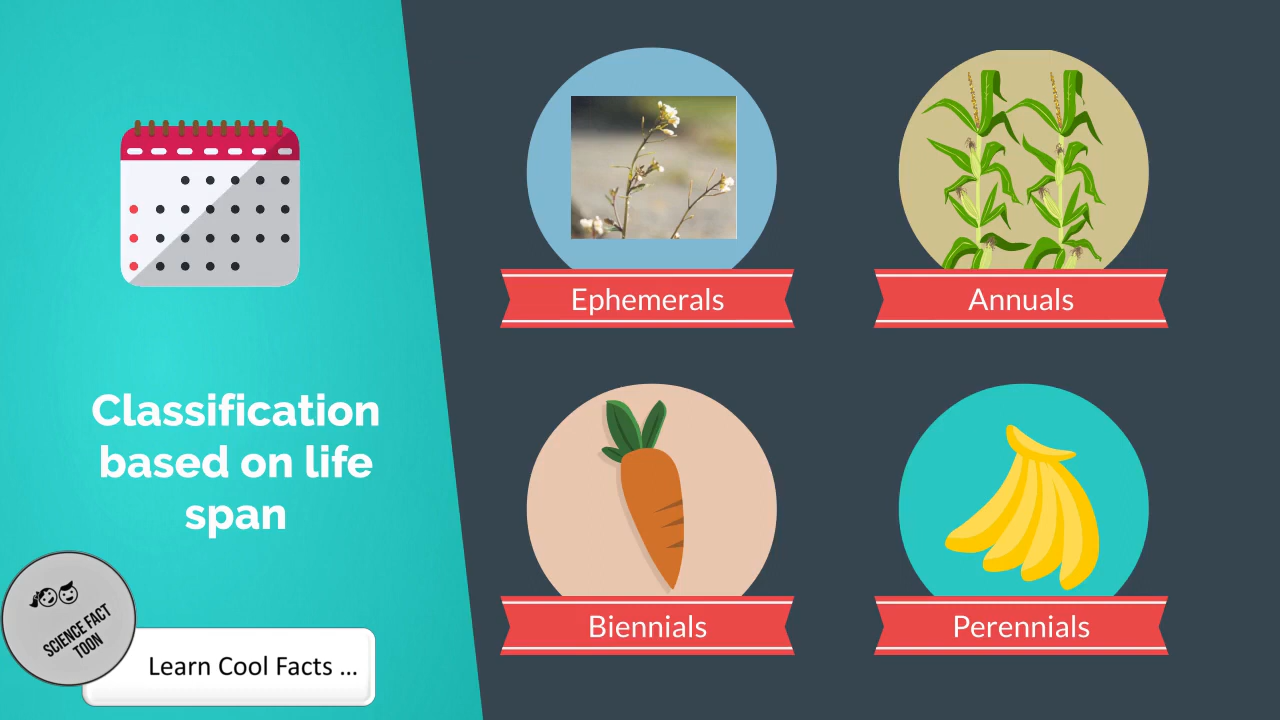 Ephemerals
Annuals
Classification
based on life
span
Biennials
Perennials
SCIENCE FACT
TOON
Learn Cool Facts ...